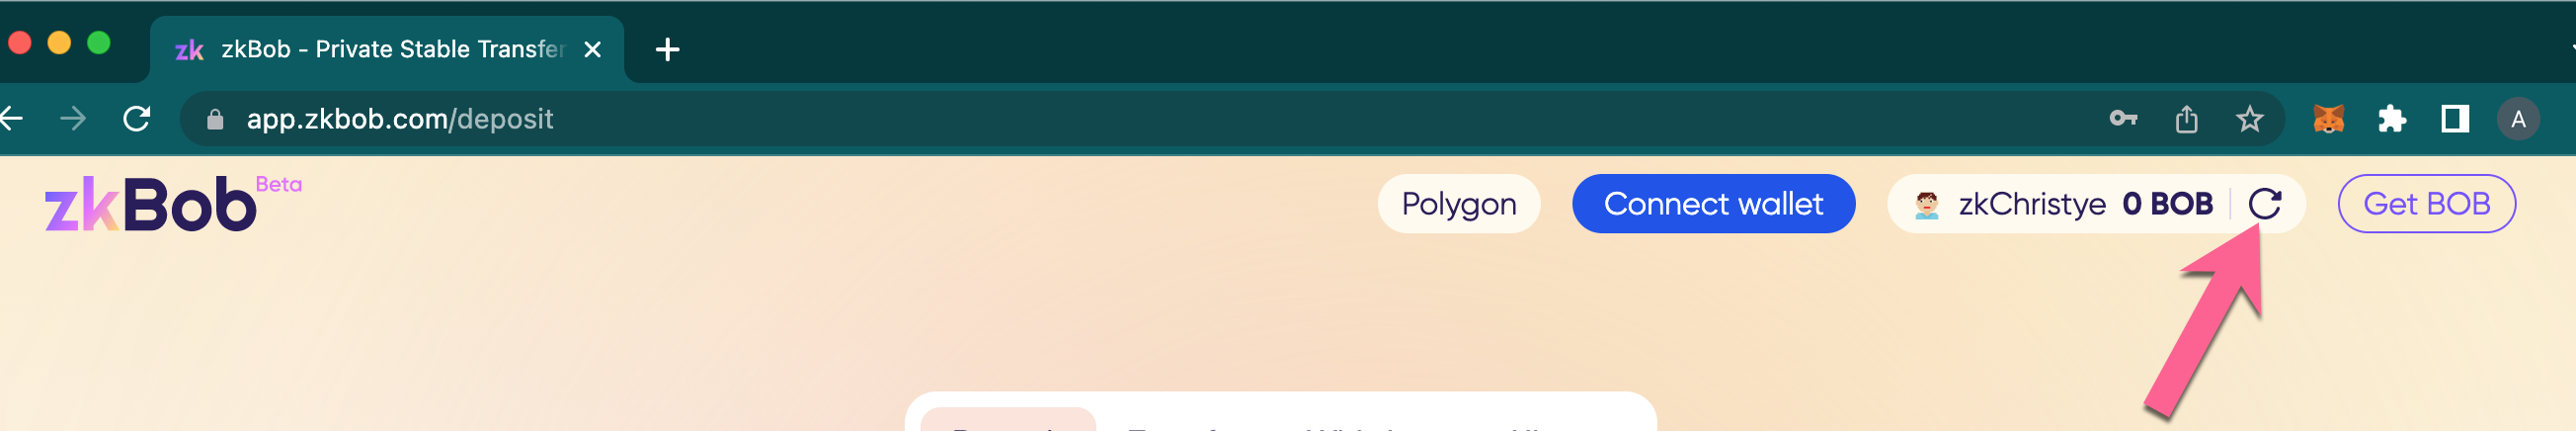 zk zkBob - Private Stable Transfer
app.zkbob.com/deposit
A
zkBob Beta
Polygon
Connect wallet
zkChristye 0 BOB
Get BOB